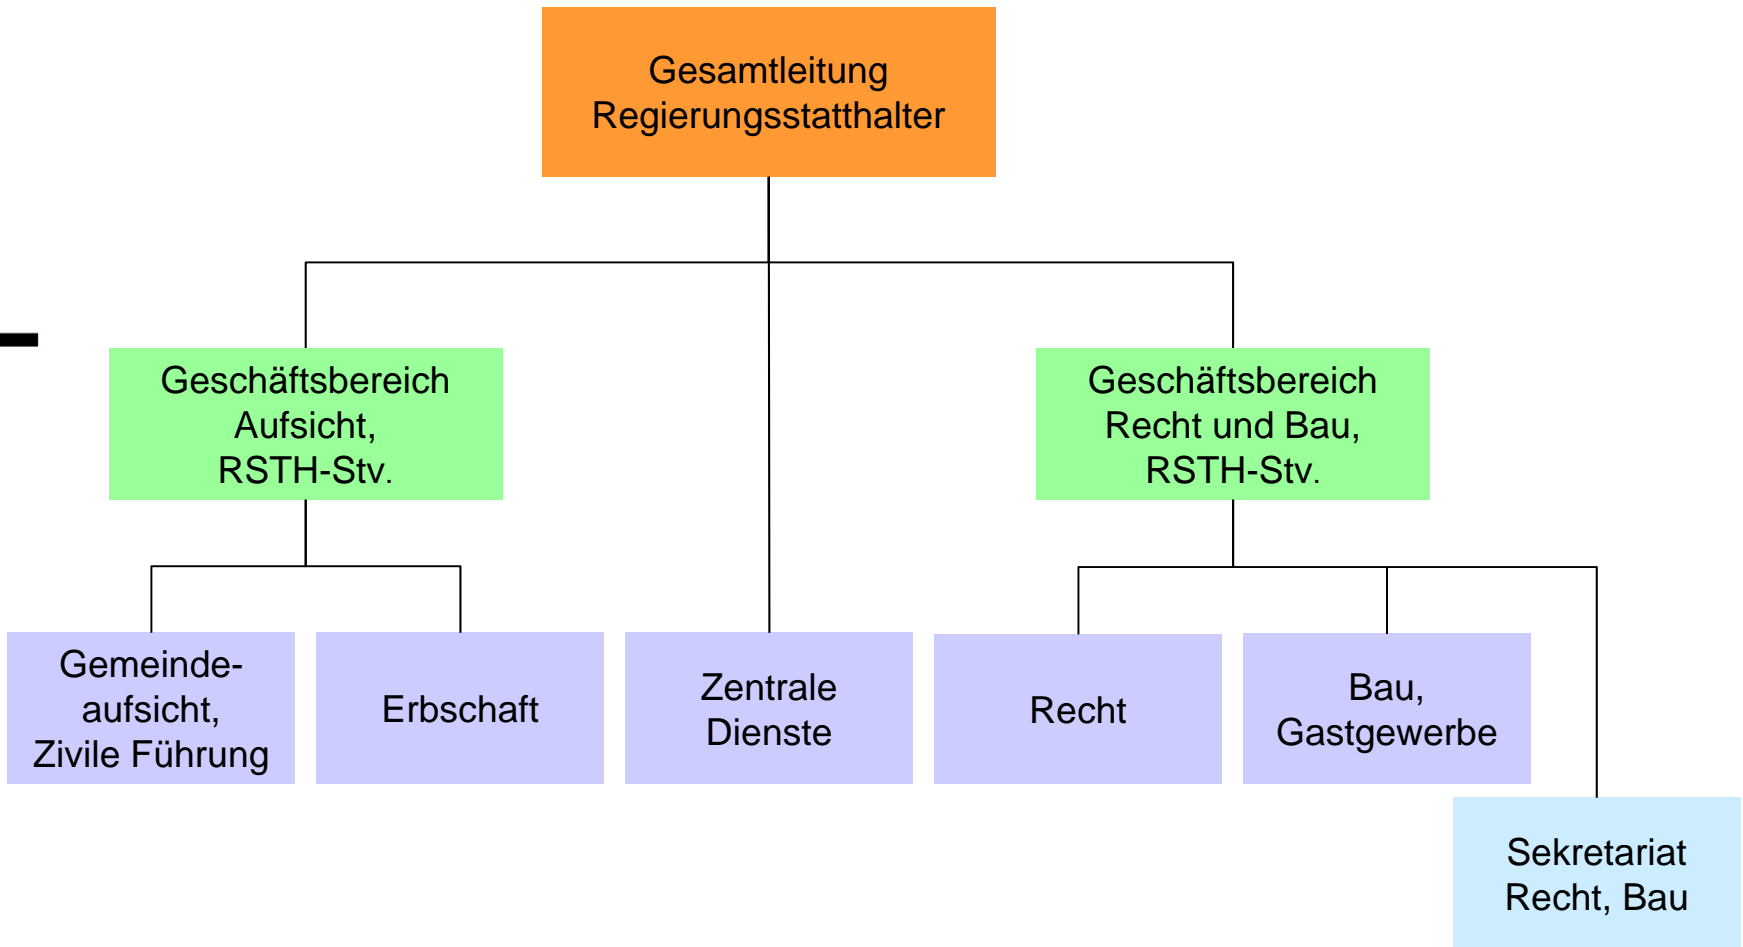 Gesamtleitung
Regierungsstatthalter
Geschäftsbereich
Aufsicht,
RSTH-Stv.
Geschäftsbereich
Recht und Bau,
RSTH-Stv.
Gemeinde-
aufsicht,
Zivile Führung
Erbschaft
Zentrale
Dienste
Recht
Bau,
Gastgewerbe
Sekretariat
Recht, Bau